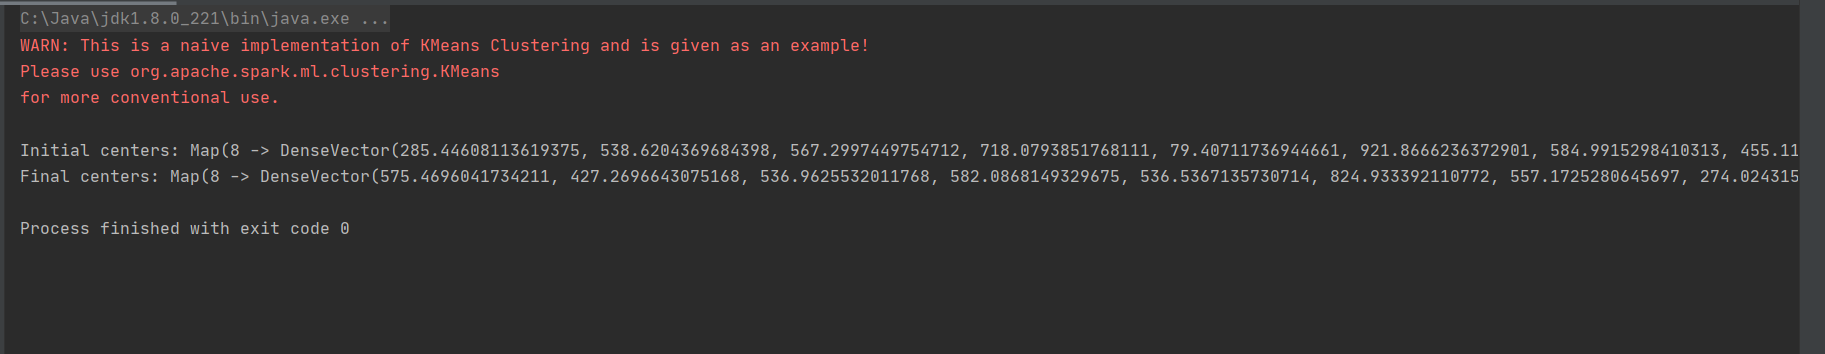 C:\Java\jdk1.8.0_221\bin\java.exe ...
WARN: This is a naive implementation of KMeans Clustering and is given as an example!
Please use org.apache.spark.ml.clustering.KMeans
for more conventional use.
Initial centers: Map(8 -> DenseVector(285.44608113619375, 538.6204369684398, 567.2997449754712, 718.0793851768111, 79.40711736944661, 921.8666236372901, 584.9915298410313, 455.11
Final centers: Map(8 -> DenseVector(575.4696041734211, 427.2696643075168, 536.9625532011768, 582.0868149329675, 536.5367135730714, 824.933392110772, 557.1725280645697, 274.024315
Process finished with exit code 0